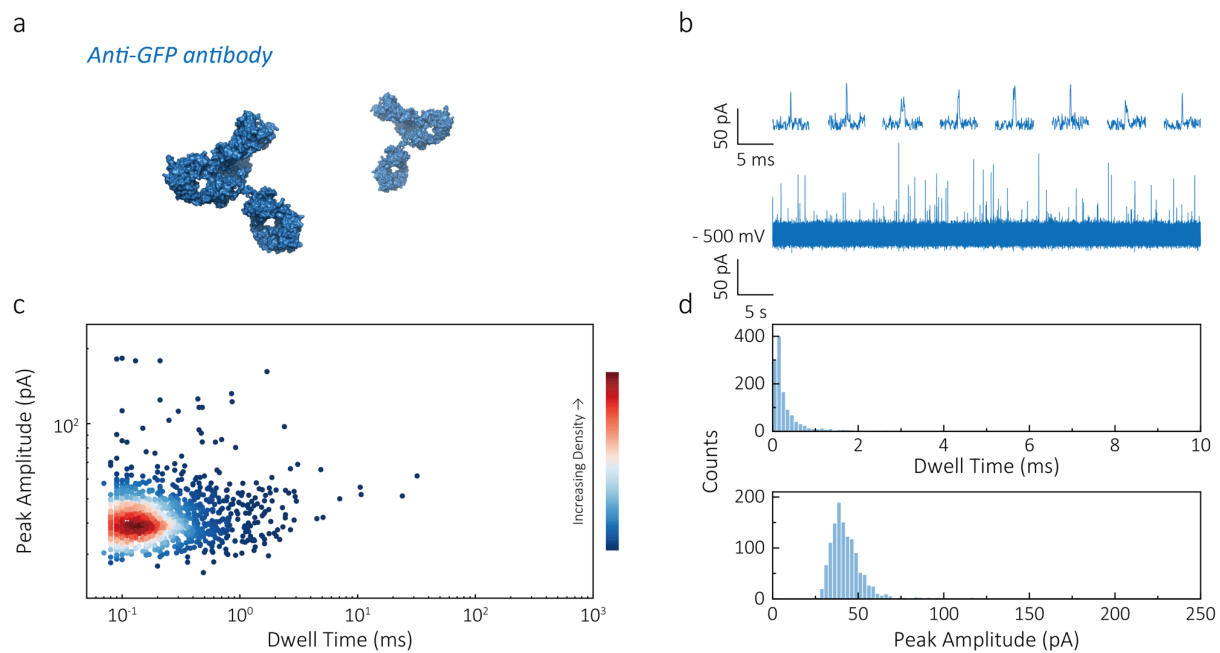 a
Anti-GFP antibody
b
50 pA
5 ms
- 500 mV
50 pA
5 s
c
Peak Amplitude (pA)
10²
10⁻¹
10⁰
10¹
10²
10³
Dwell Time (ms)
Increasing Density →
d
Counts
400
200
0
0
2
4
6
8
10
Dwell Time (ms)
200
100
0
0
50
100
150
200
250
Peak Amplitude (pA)